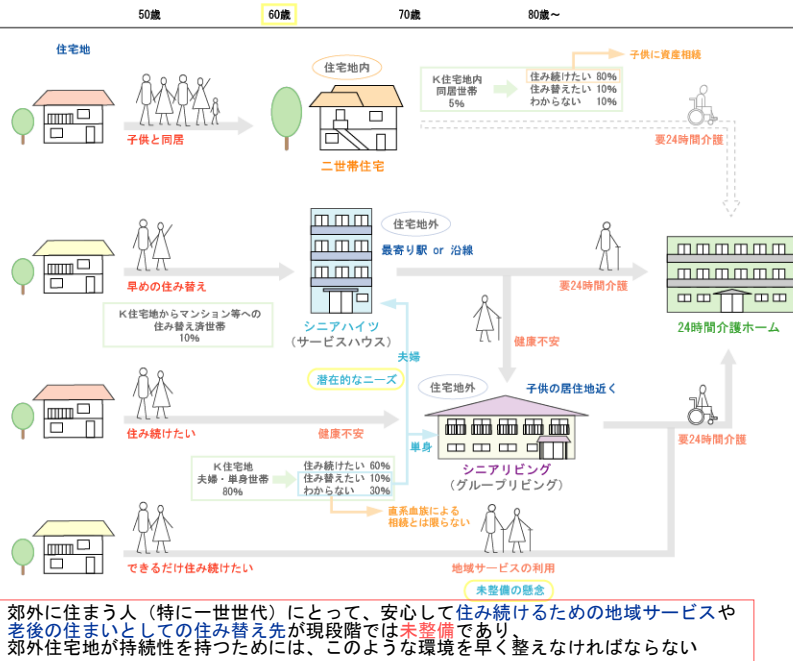 50歳 60歳 70歳 80歳～
住宅地
住宅地内
子供に資産相続
K住宅地内
同居世帯
5%
住み続けたい 80%
住み替えたい 10%
わからない 10%
子供と同居
二世帯住宅
要24時間介護
住宅地外
最寄り駅 or 沿線
早めの住み替え
要24時間介護
K住宅地からマンション等への
住み替え済世帯
10%
シニアハイツ
（サービスハウス）
24時間介護ホーム
健康不安
夫婦
潜在的なニーズ
住宅地外
子供の居住地近く
住み続けたい
健康不安
単身
要24時間介護
シニアリビング
（グループリビング）
K住宅地
夫婦・単身世帯
80%
住み続けたい 60%
住み替えたい 10%
わからない 30%
直系血族による
相続とは限らない
できるだけ住み続けたい
地域サービスの利用
未整備の懸念
郊外に住まう人（特に一世世代）にとって、安心して住み続けるための地域サービスや
老後の住まいとしての住み替え先が現段階では未整備であり、
郊外住宅地が持続性を持つためには、このような環境を早く整えなければならない